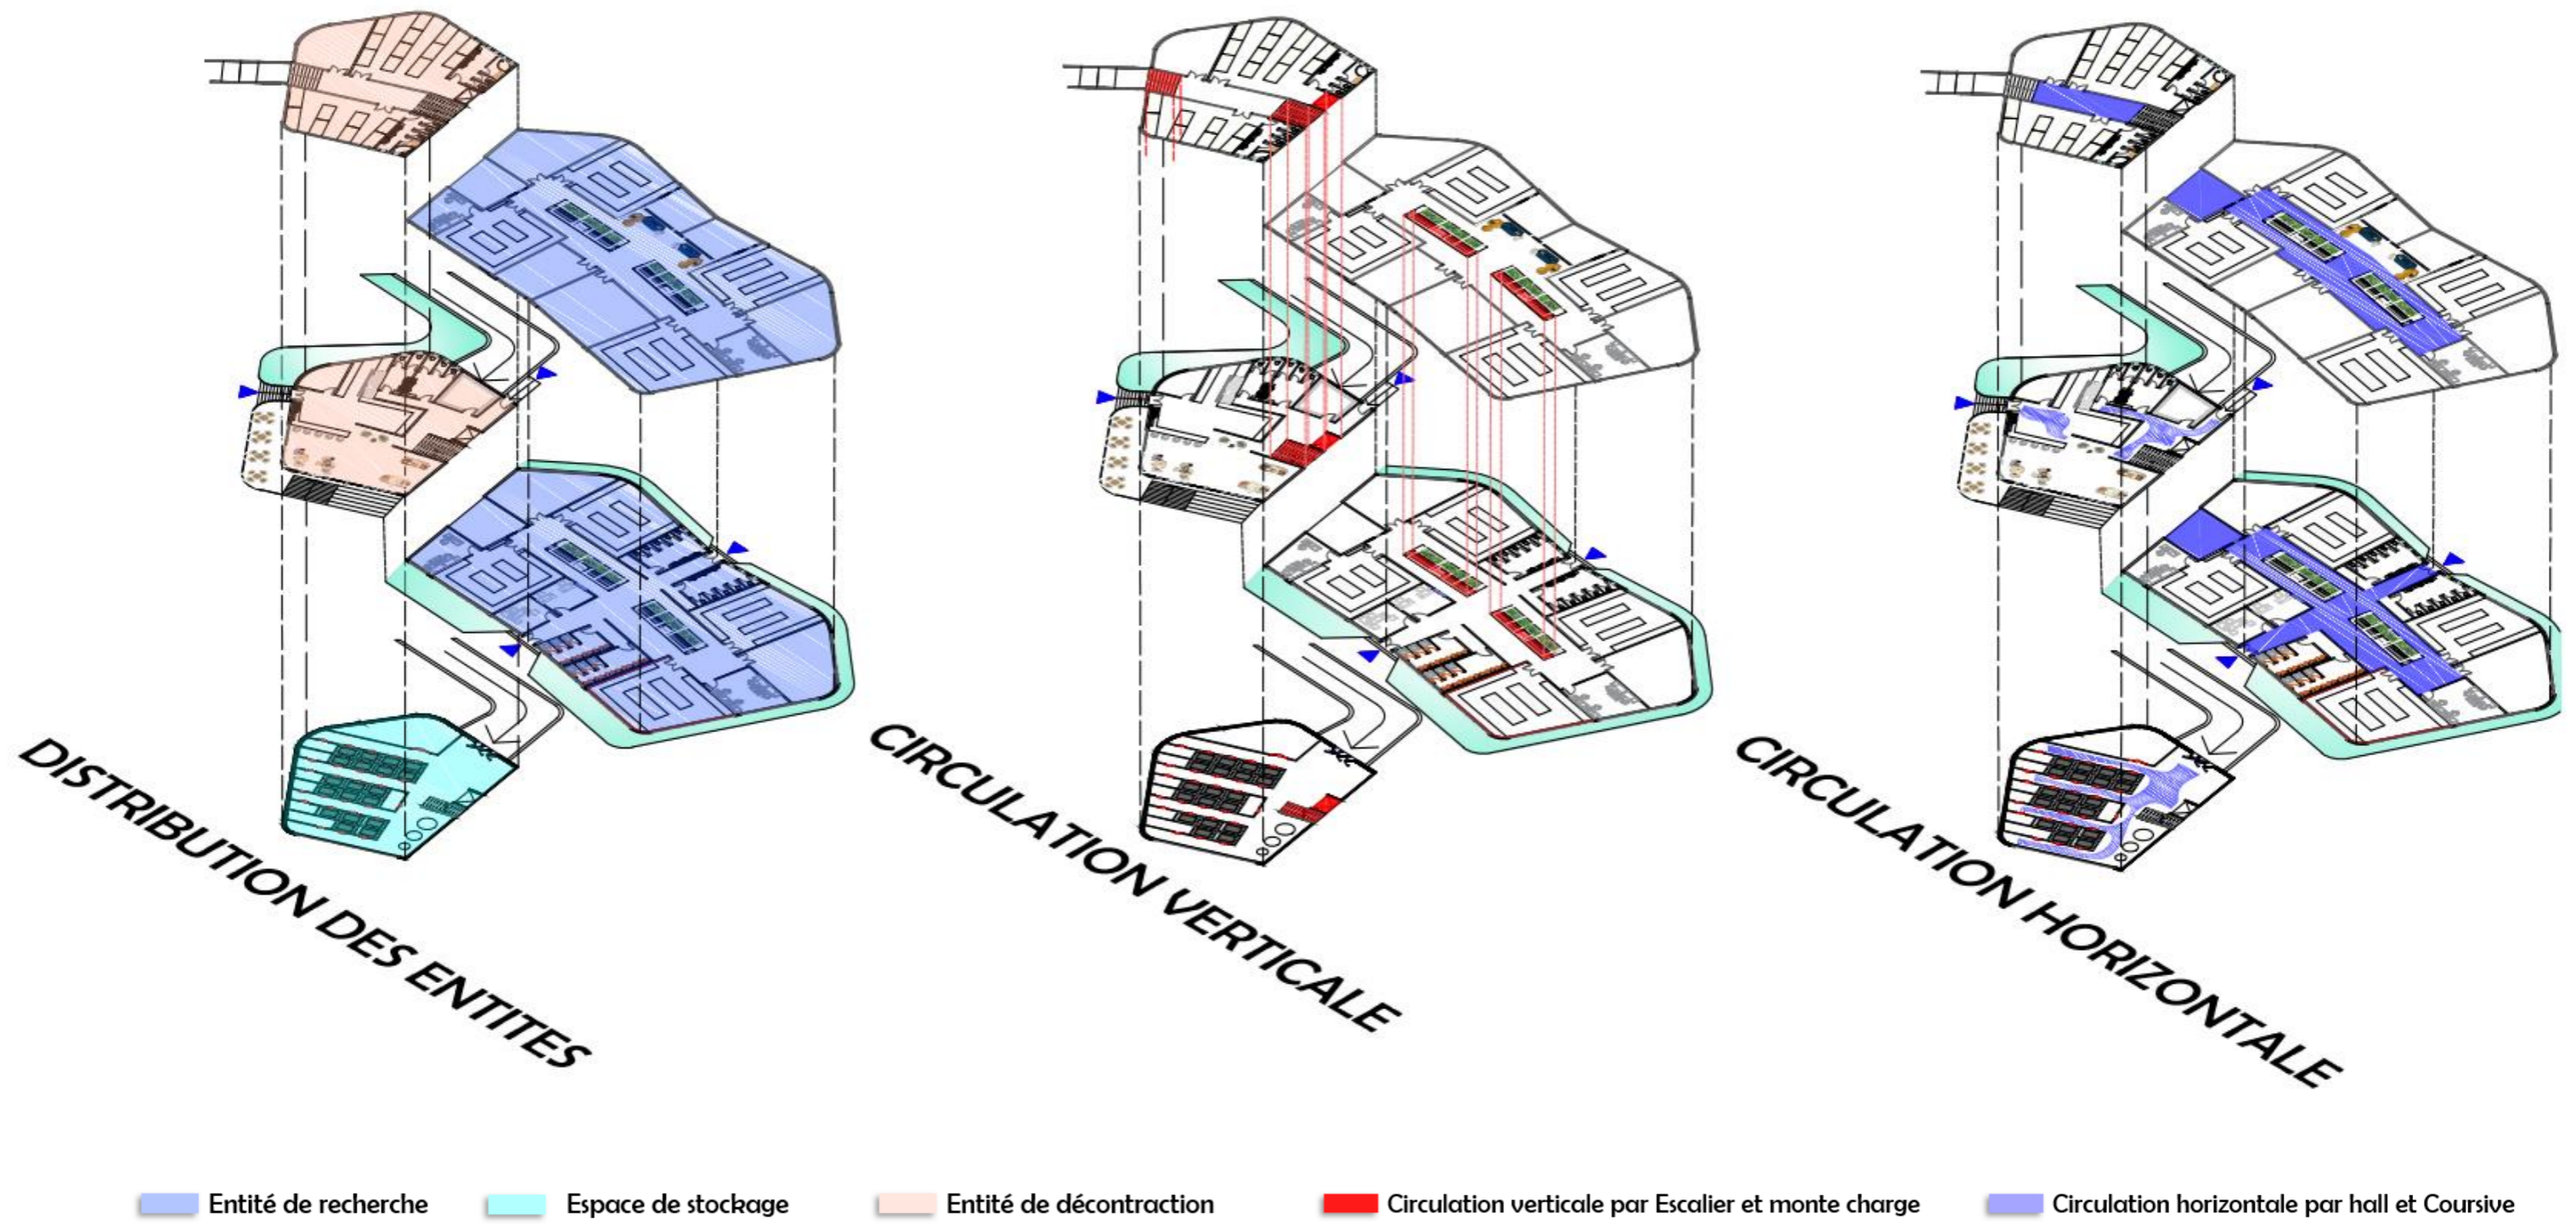 DISTRIBUTION DES ENTITES
CIRCULATION VERTICALE
CIRCULATION HORIZONTALE
Entité de recherche
Espace de stockage
Entité de décontraction
Circulation verticale par Escalier et monte charge
Circulation horizontale par hall et Coursive